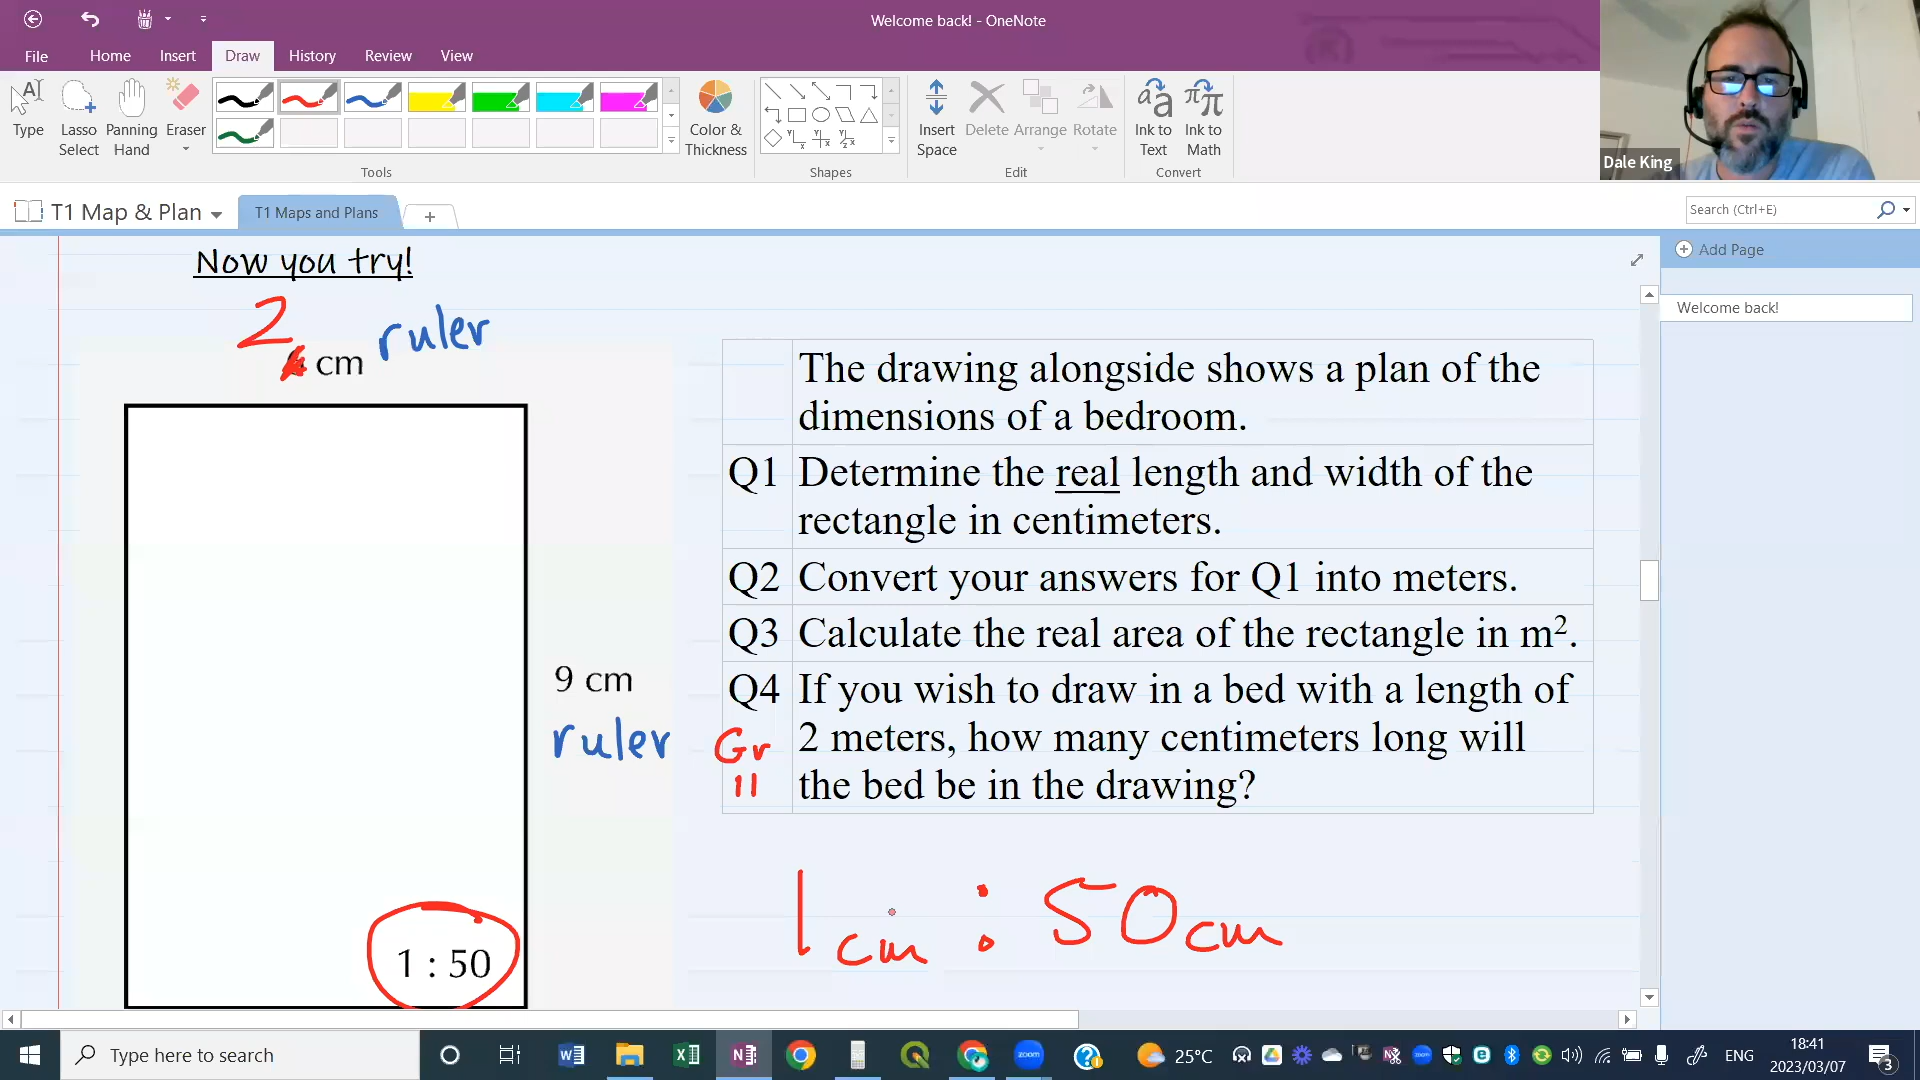 Welcome back! - OneNote
File Home Insert Draw History Review View
Type
Lasso Select
Panning Hand
Eraser
Color & Thickness
Insert Space
Delete
Arrange
Rotate
Ink to Text
Ink to Math
Tools
Shapes
Edit
Convert
Dale King
T1 Map & Plan
T1 Maps and Plans
Search (Ctrl+E)
Add Page
Welcome back!
Now you try!
2 cm ruler
9 cm
ruler
1 : 50
The drawing alongside shows a plan of the
dimensions of a bedroom.
Q1 Determine the real length and width of the
rectangle in centimeters.
Q2 Convert your answers for Q1 into meters.
Q3 Calculate the real area of the rectangle in m².
Q4 If you wish to draw in a bed with a length of
2 meters, how many centimeters long will
the bed be in the drawing?
Gr
11
1 cm : 50 cm
Type here to search
25°C
ENG
18:41
2023/03/07
3